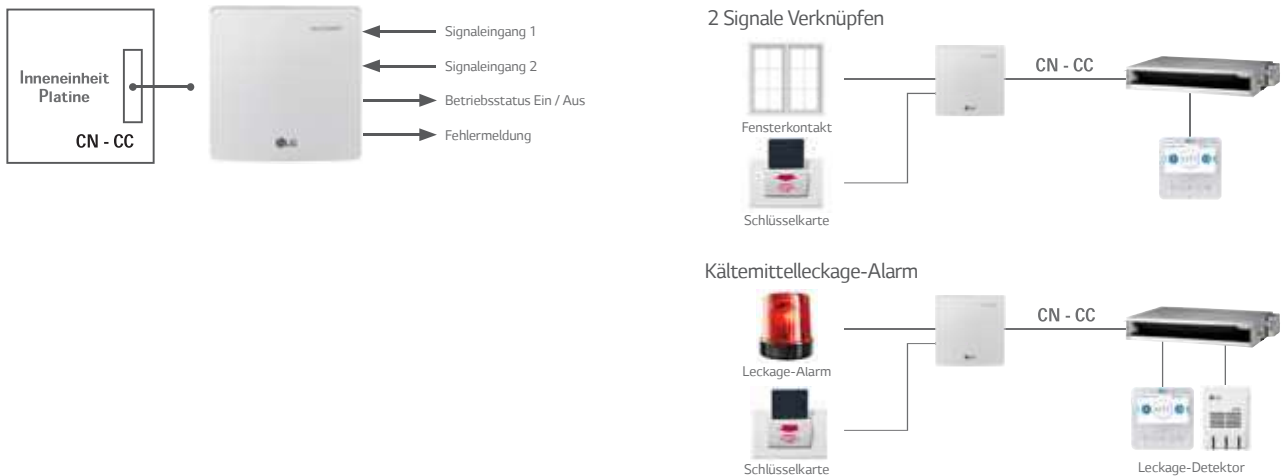 Inneneinheit
Platine
CN - CC
Signaleingang 1
Signaleingang 2
Betriebsstatus Ein / Aus
Fehlermeldung
LG
2 Signale Verknüpfen
Fensterkontakt
Schlüsselkarte
CN - CC
Kältemittelleckage-Alarm
Leckage-Alarm
Schlüsselkarte
CN - CC
Leckage-Detektor